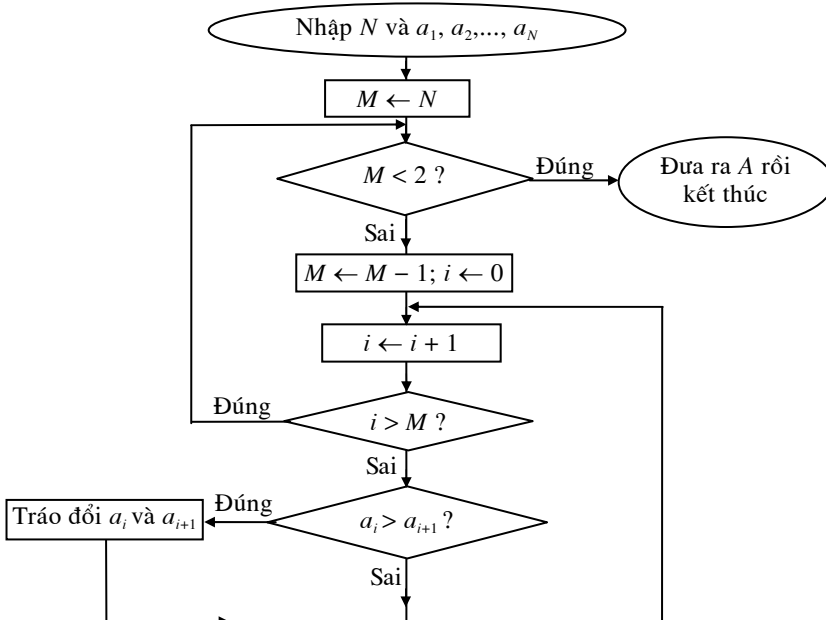 Nhập N và a₁, a₂,..., a_N
M ← N
M < 2 ?
Đúng
Đưa ra A rồi
kết thúc
Sai
M ← M − 1; i ← 0
i ← i + 1
Đúng
i > M ?
Sai
Tráo đổi aᵢ và aᵢ₊₁
Đúng
aᵢ > aᵢ₊₁ ?
Sai